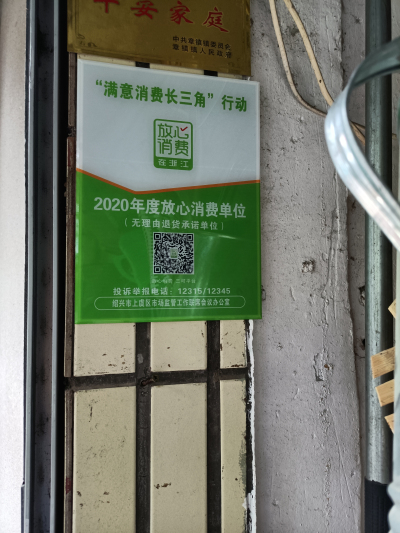 平安家庭
“满意消费长三角”行动
放心
消费
在浙江
2020年度放心消费单位
（无理由退货承诺单位）
投诉举报电话：12315/12345
绍兴市上虞区市场监管工作联席会议办公室